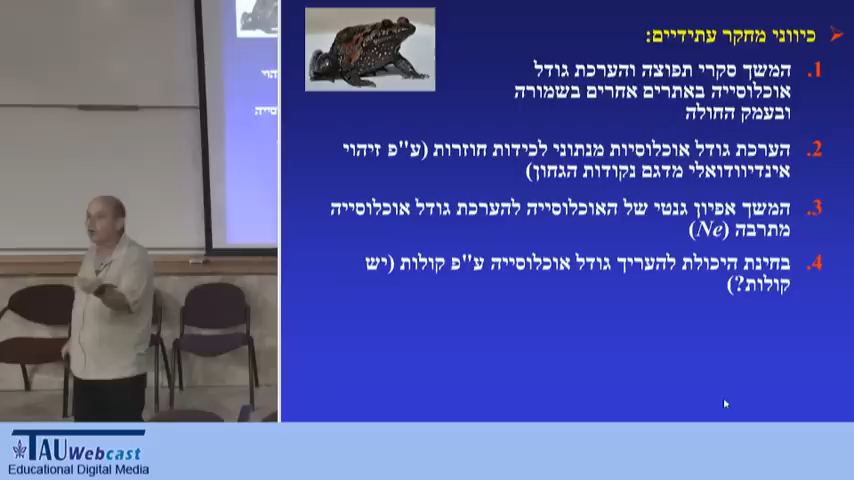 כיווני מחקר עתידיים:
1. המשך סקרי תפוצה והערכת גודל
אוכלוסייה באתרים אחרים בשמורה
ובעמק החולה
2. הערכת גודל אוכלוסיות מנתוני לכידות חוזרות (ע"פ זיהוי
אינדיוודואלי מדגם נקודות הגחון)
3. המשך אפיון גנטי של האוכלוסייה להערכת גודל אוכלוסייה
מתרבה (Ne)
4. בחינת היכולת להעריך גודל אוכלוסייה ע"פ קולות (יש
קולות?)
TAU Webcast
Educational Digital Media